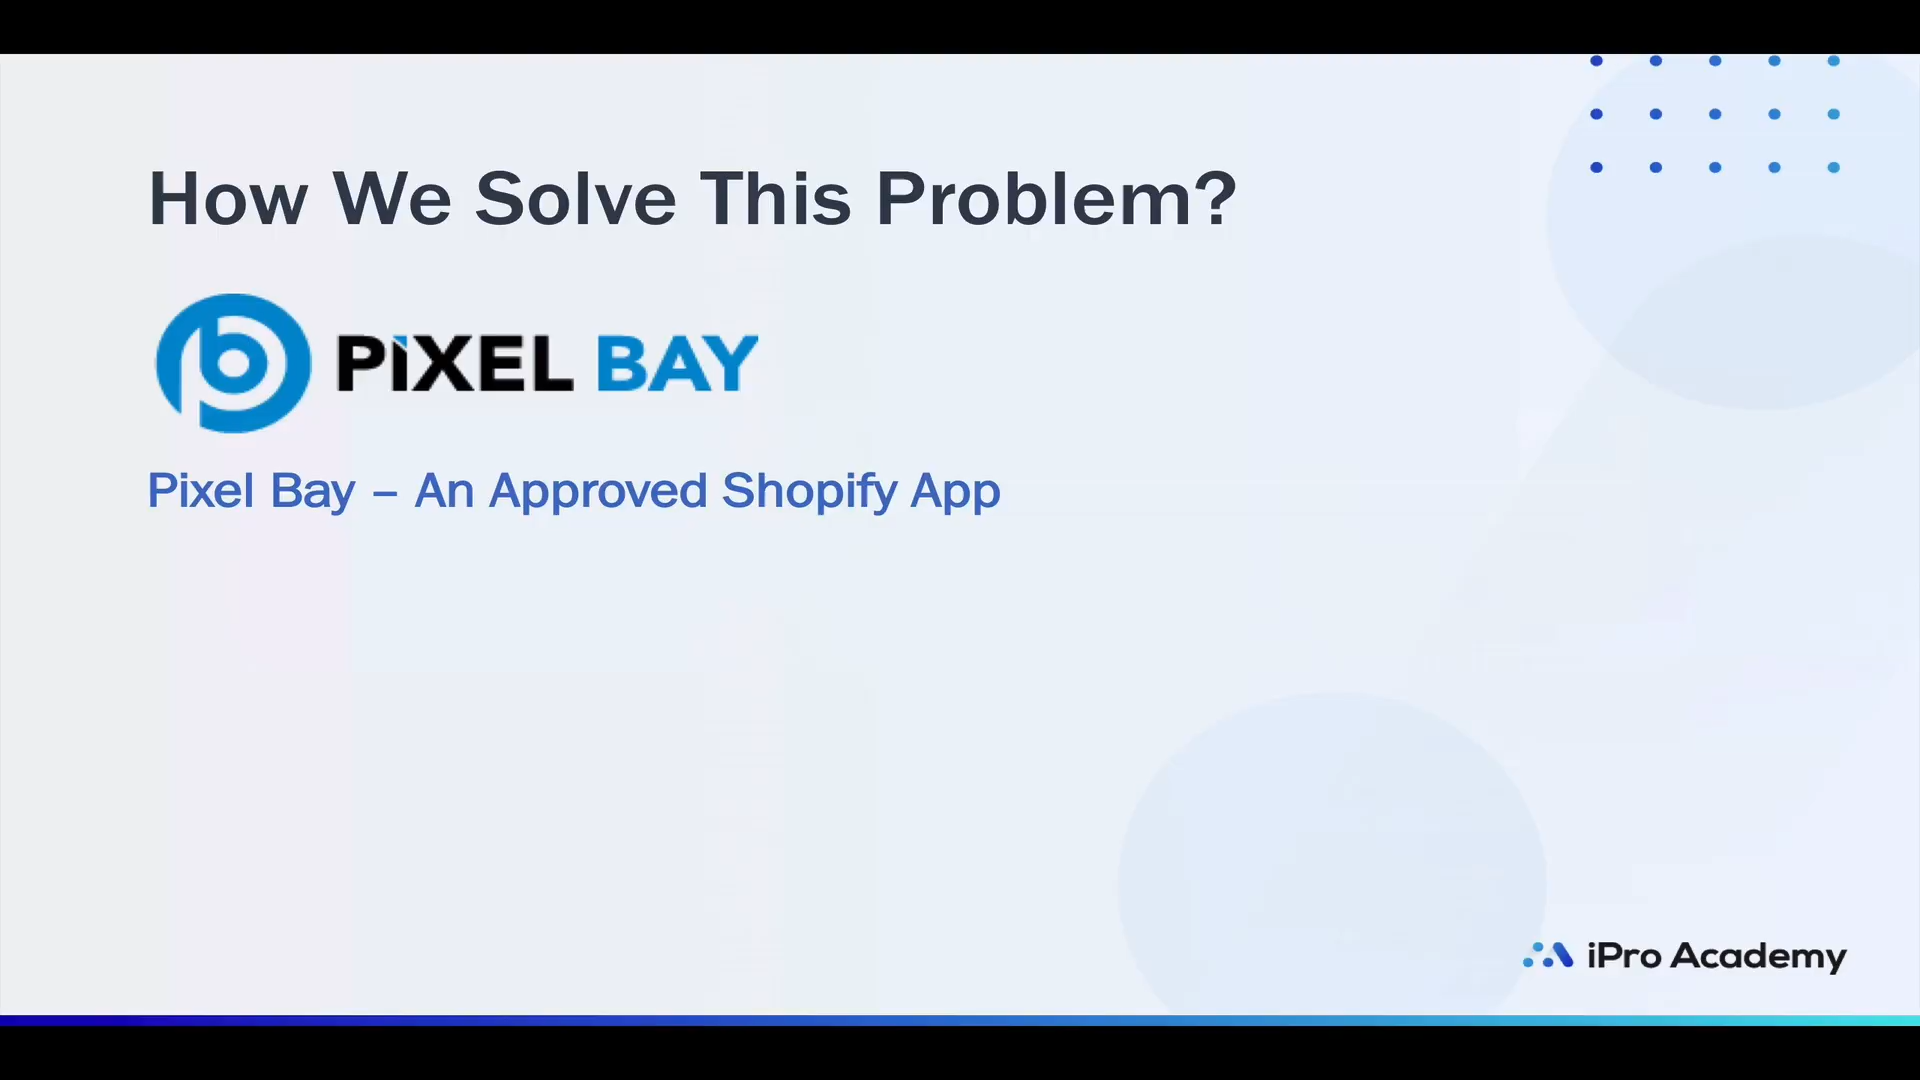 How We Solve This Problem?
PIXEL BAY
Pixel Bay – An Approved Shopify App
iPro Academy